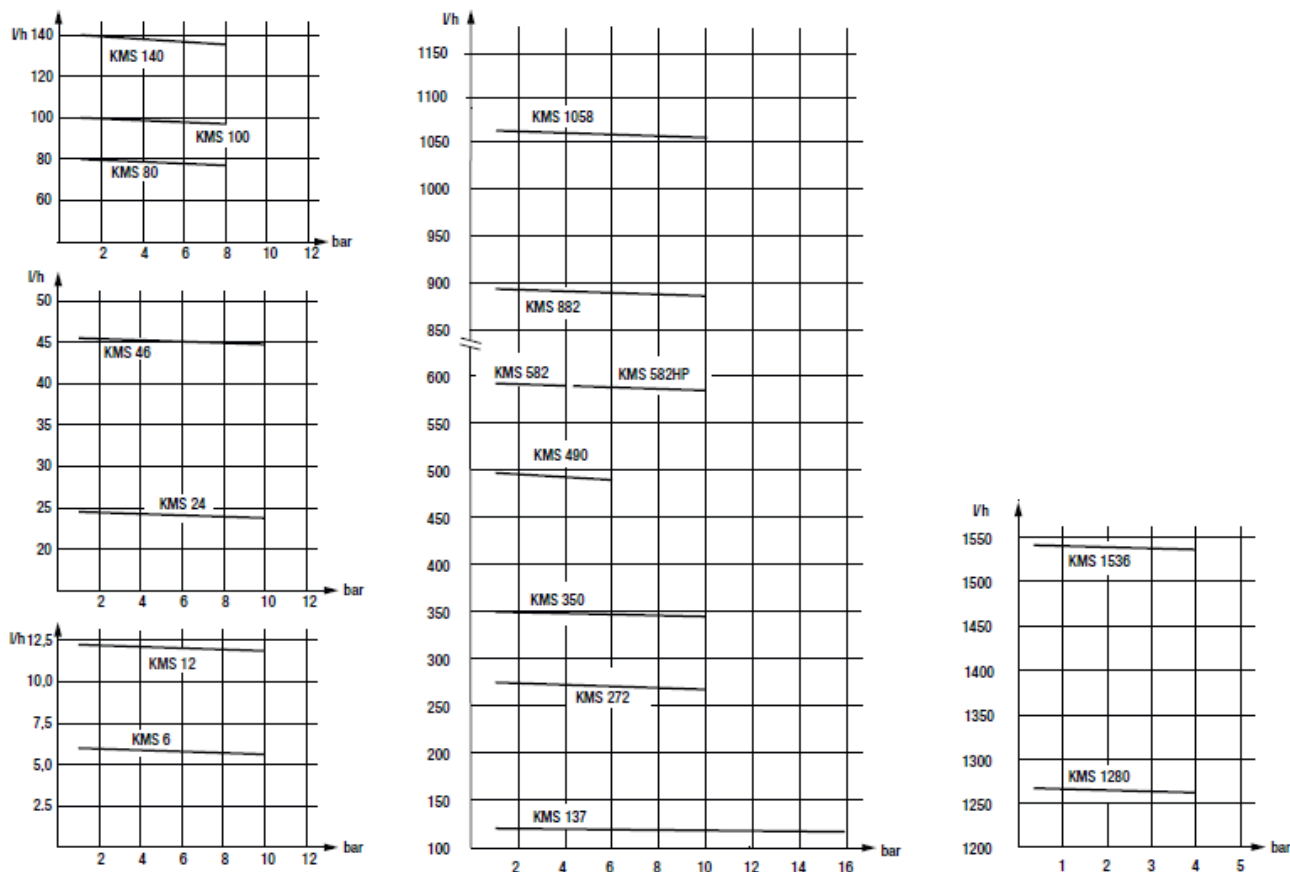 l/h 140
120
100
80
60
KMS 140
KMS 100
KMS 80
2 4 6 8 10 12 bar
l/h
50
45
40
35
30
25
20
KMS 46
KMS 24
2 4 6 8 10 12 bar
l/h 12,5
10,0
7,5
5,0
2.5
KMS 12
KMS 6
2 4 6 8 10 12 bar
l/h
1150
1100
1050
1000
950
900
850
600
550
500
450
400
350
300
250
200
150
100
KMS 1058
KMS 882
KMS 582 KMS 582HP
KMS 490
KMS 350
KMS 272
KMS 137
2 4 6 8 10 12 14 16 bar
l/h
1550
1500
1450
1400
1350
1300
1250
1200
KMS 1536
KMS 1280
1 2 3 4 5 bar